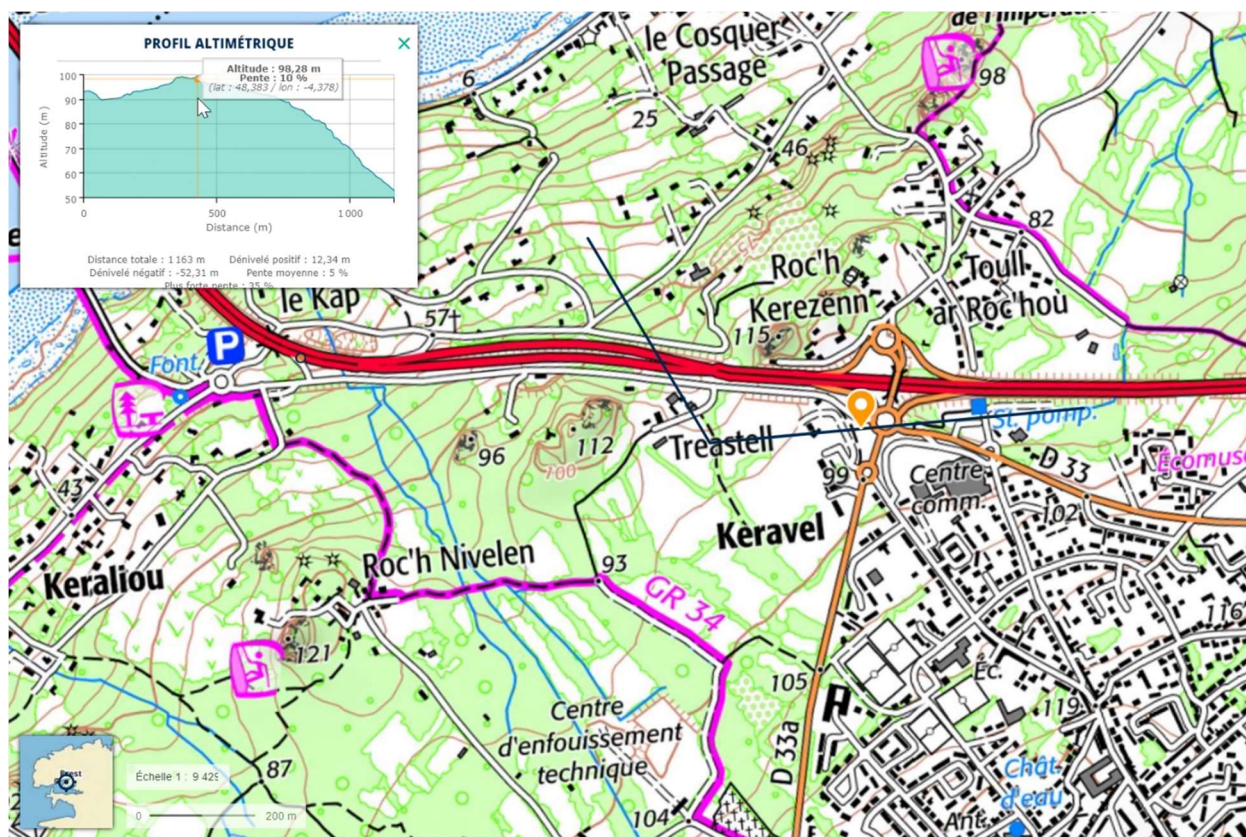 PROFIL ALTIMÉTRIQUE
Altitude : 98,28 m
Pente : 10 %
(lat : 48,383 / lon : -4,378)
100
90
80
70
60
50
Altitude (m)
0
500
1 000
Distance (m)
Distance totale : 1 163 m
Dénivelé positif : 12,34 m
Dénivelé négatif : -52,31 m
Pente moyenne : 5 %
Plus forte pente : 35 %
le Cosquer
Passage
98
6
25
46
45
82
Roc'h
Kerezenn
Toull
ar Roc'hou
le Kap
57
115
P
Font.
St. pomp.
Treastell
96
112
100
99
Centre
comm.
D 33
102
43
Keravel
Keraliou
Roc'h Nivelen
93
GR 34
121
116
105
Éc.
119
Centre
d'enfouissement
technique
D 33a
Chât.
d'eau
Ant.
104
87
Brest
Échelle 1 : 9 429
0
200 m